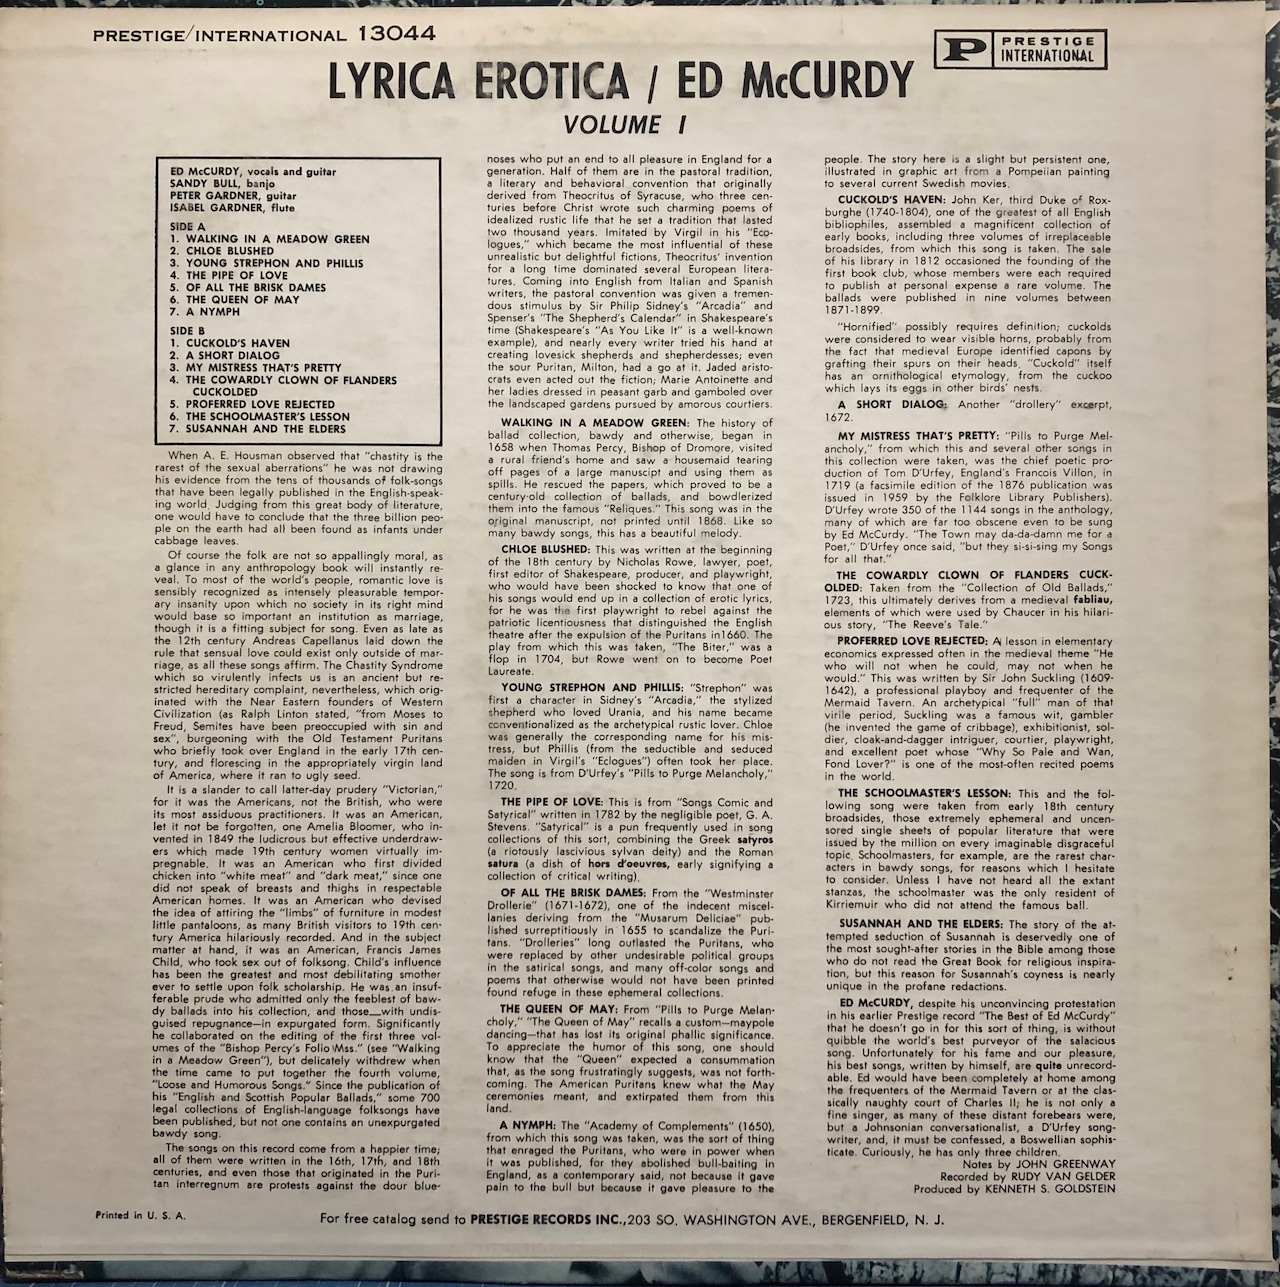 PRESTIGE/INTERNATIONAL 13044
P PRESTIGE
INTERNATIONAL
LYRICA EROTICA / ED McCURDY
VOLUME I
ED McCURDY, vocals and guitar
SANDY BULL, banjo
PETER GARDNER, guitar
ISABEL GARDNER, flute
SIDE A
1. WALKING IN A MEADOW GREEN
2. CHLOE BLUSHED
3. YOUNG STREPHON AND PHILLIS
4. THE PIPE OF LOVE
5. OF ALL THE BRISK DAMES
6. THE QUEEN OF MAY
7. A NYMPH
SIDE B
1. CUCKOLD'S HAVEN
2. A SHORT DIALOG
3. MY MISTRESS THAT'S PRETTY
4. THE COWARDLY CLOWN OF FLANDERS
CUCKOLDED
5. PROFERRED LOVE REJECTED
6. THE SCHOOLMASTER'S LESSON
7. SUSANNAH AND THE ELDERS
When A. E. Housman observed that "chastity is the
rarest of the sexual aberrations" he was not drawing
his evidence from the tens of thousands of folk-songs
that have been legally published in the English-speak-
ing world. Judging from this great body of literature,
one would have to conclude that the three billion peo-
ple on the earth had all been found as infants under
cabbage leaves.
Of course the folk are not so appallingly moral, as
a glance in any anthropology book will instantly re-
veal. To most of the world's people, romantic love is
sensibly recognized as intensely pleasurable tempor-
ary insanity upon which no society in its right mind
would base so important an institution as marriage,
though it is a fitting subject for song. Even as late as
the 12th century Andreas Capellanus laid down the
rule that sensual love could exist only outside of mar-
riage, as all these songs affirm. The Chastity Syndrome
which so virulently infects us is an ancient but re-
stricted hereditary complaint, nevertheless, which orig-
inated with the Near Eastern founders of Western
Civilization (as Ralph Linton stated, "from Moses to
Freud, Semites have been preoccupied with sin and
sex", burgeoning with the Old Testament Puritans
who briefly took over England in the early 17th cen-
tury, and florescing in the appropriately virgin land
of America, where it ran to ugly seed.
It is a slander to call latter-day prudery "Victorian,"
for it was the Americans, not the British, who were
its most assiduous practitioners. It was an American,
let it not be forgotten, one Amelia Bloomer, who in-
vented in 1849 the ludicrous but effective underdraw-
ers which made 19th century women virtually im-
pregnable. It was an American who first divided
chicken into "white meat" and "dark meat," since one
did not speak of breasts and thighs in respectable
American homes. It was an American who devised
the idea of attiring the "limbs" of furniture in modest
little pantaloons, as many British visitors to 19th cen-
tury America hilariously recorded. And in the subject
matter at hand, it was an American, Francis James
Child, who took sex out of folksong. Child's influence
has been the greatest and most debilitating smother
ever to settle upon folk scholarship. He was an insuf-
ferable prude who admitted only the feeblest of baw-
dy ballads into his collection, and those—with undis-
guised repugnance—in expurgated form. Significantly
he collaborated on the editing of the first three vol-
umes of the "Bishop Percy's Folio Mss." (see "Walking
in a Meadow Green"), but delicately withdrew when
the time came to put together the fourth volume,
"Loose and Humorous Songs." Since the publication of
his "English and Scottish Popular Ballads," some 700
legal collections of English-language folksongs have
been published, but not one contains an unexpurgated
bawdy song.
The songs on this record come from a happier time;
all of them were written in the 16th, 17th, and 18th
centuries, and even those that originated in the Puri-
tan interregnum are protests against the dour blue-
noses who put an end to all pleasure in England for a
generation. Half of them are in the pastoral tradition,
a literary and behavioral convention that originally
derived from Theocritus of Syracuse, who three cen-
turies before Christ wrote such charming poems of
idealized rustic life that he set a tradition that lasted
two thousand years. Imitated by Virgil in his "Eco-
logues," which became the most influential of these
unrealistic but delightful fictions, Theocritus' invention
for a long time dominated several European litera-
tures. Coming into English from Italian and Spanish
writers, the pastoral convention was given a tremen-
dous stimulus by Sir Philip Sidney's "Arcadia" and
Spenser's "The Shepherd's Calendar" in Shakespeare's
time (Shakespeare's "As You Like It" is a well-known
example), and nearly every writer tried his hand at
creating lovesick shepherds and shepherdesses; even
the sour Puritan, Milton, had a go at it. Jaded aristo-
crats even acted out the fiction; Marie Antoinette and
her ladies dressed in peasant garb and gamboled over
the landscaped gardens pursued by amorous courtiers.
WALKING IN A MEADOW GREEN: The history of
ballad collection, bawdy and otherwise, began in
1658 when Thomas Percy, Bishop of Dromore, visited
a rural friend's home and saw a housemaid tearing
off pages of a large manuscipt and using them as
spills. He rescued the papers, which proved to be a
century-old collection of ballads, and bowdlerized
them into the famous "Reliques." This song was in the
original manuscript, not printed until 1868. Like so
many bawdy songs, this has a beautiful melody.
CHLOE BLUSHED: This was written at the beginning
of the 18th century by Nicholas Rowe, lawyer, poet,
first editor of Shakespeare, producer, and playwright,
who would have been shocked to know that one of
his songs would end up in a collection of erotic lyrics,
for he was the first playwright to rebel against the
patriotic licentiousness that distinguished the English
theatre after the expulsion of the Puritans in1660. The
play from which this was taken, "The Biter," was a
flop in 1704, but Rowe went on to become Poet
Laureate.
YOUNG STREPHON AND PHILLIS: "Strephon" was
first a character in Sidney's "Arcadia," the stylized
shepherd who loved Urania, and his name became
conventionalized as the archetypical rustic lover. Chloe
was generally the corresponding name for his mis-
tress, but Phillis (from the seductible and seduced
maiden in Virgil's "Eclogues") often took her place.
The song is from D'Urfey's "Pills to Purge Melancholy,"
1720.
THE PIPE OF LOVE: This is from "Songs Comic and
Satyrical" written in 1782 by the negligible poet, G. A.
Stevens. "Satyrical" is a pun frequently used in song
collections of this sort, combining the Greek satyros
(a riotously lascivious sylvan deity) and the Roman
satura (a dish of hors d'oeuvres, early signifying a
collection of critical writing).
OF ALL THE BRISK DAMES: From the "Westminster
Drollerie" (1671-1672), one of the indecent miscel-
lanies deriving from the "Musarum Deliciae" pub-
lished surreptitiously in 1655 to scandalize the Puri-
tans. "Drolleries" long outlasted the Puritans, who
were replaced by other undesirable political groups
in the satirical songs, and many off-color songs and
poems that otherwise would not have been printed
found refuge in these ephemeral collections.
THE QUEEN OF MAY: From "Pills to Purge Melan-
choly," "The Queen of May" recalls a custom—maypole
dancing—that has lost its original phallic significance.
To appreciate the humor of this song, one should
know that the "Queen" expected a consummation
that, as the song frustratingly suggests, was not forth-
coming. The American Puritans knew what the May
ceremonies meant, and extirpated them from this
land.
A NYMPH: The "Academy of Complements" (1650),
from which this song was taken, was the sort of thing
that enraged the Puritans, who were in power when
it was published, for they abolished bull-baiting in
England, as a contemporary said, not because it gave
pain to the bull but because it gave pleasure to the
people. The story here is a slight but persistent one,
illustrated in graphic art from a Pompeiian painting
to several current Swedish movies.
CUCKOLD'S HAVEN: John Ker, third Duke of Rox-
burghe (1740-1804), one of the greatest of all English
bibliophiles, assembled a magnificent collection of
early books, including three volumes of irreplaceable
broadsides, from which this song is taken. The sale
of his library in 1812 occasioned the founding of the
first book club, whose members were each required
to publish at personal expense a rare volume. The
ballads were published in nine volumes between
1871-1899.
"Hornified" possibly requires definition; cuckolds
were considered to wear visible horns, probably from
the fact that medieval Europe identified capons by
grafting their spurs on their heads. "Cuckold" itself
has an ornithological etymology, from the cuckoo
which lays its eggs in other birds' nests.
A SHORT DIALOG: Another "drollery" excerpt,
1672.
MY MISTRESS THAT'S PRETTY: "Pills to Purge Mel-
ancholy," from which this and several other songs in
this collection were taken, was the chief poetic pro-
duction of Tom D'Urfey, England's Francois Villon, in
1719 (a facsimile edition of the 1876 publication was
issued in 1959 by the Folklore Library Publishers).
D'Urfey wrote 350 of the 1144 songs in the anthology,
many of which are far too obscene even to be sung
by Ed McCurdy. "The Town may da-da-damn me for a
Poet," D'Urfey once said, "but they si-si-sing my Songs
for all that."
THE COWARDLY CLOWN OF FLANDERS CUCK-
OLDED: Taken from the "Collection of Old Ballads,"
1723, this ultimately derives from a medieval fabliau,
elements of which were used by Chaucer in his hilari-
ous story, "The Reeve's Tale."
PROFERRED LOVE REJECTED: A lesson in elementary
economics expressed often in the medieval theme "He
who will not when he could, may not when he
would." This was written by Sir John Suckling (1609-
1642), a professional playboy and frequenter of the
Mermaid Tavern. An archetypical "full" man of that
virile period, Suckling was a famous wit, gambler
(he invented the game of cribbage), exhibitionist, sol-
dier, cloak-and-dagger intriguer, courtier, playwright,
and excellent poet whose "Why So Pale and Wan,
Fond Lover?" is one of the most-often recited poems
in the world.
THE SCHOOLMASTER'S LESSON: This and the fol-
lowing song were taken from early 18th century
broadsides, those extremely ephemeral and uncen-
sored single sheets of popular literature that were
issued by the million on every imaginable disgraceful
topic. Schoolmasters, for example, are the rarest char-
acters in bawdy songs, for reasons which I hesitate
to consider. Unless I have not heard all the extant
stanzas, the schoolmaster was the only resident of
Kirriemuir who did not attend the famous ball.
SUSANNAH AND THE ELDERS: The story of the at-
tempted seduction of Susannah is deservedly one of
the most sought-after stories in the Bible among those
who do not read the Great Book for religious inspira-
tion, but this reason for Susannah's coyness is nearly
unique in the profane redactions.
ED McCURDY, despite his unconvincing protestation
in his earlier Prestige record "The Best of Ed McCurdy"
that he doesn't go in for this sort of thing, is without
quibble the world's best purveyor of the salacious
song. Unfortunately for his fame and our pleasure,
his best songs, written by himself, are quite unrecord-
able. Ed would have been completely at home among
the frequenters of the Mermaid Tavern or at the clas-
sically naughty court of Charles II; he is not only a
fine singer, as many of these distant forebears were,
but a Johnsonian conversationalist, a D'Urfey song-
writer, and, it must be confessed, a Boswellian sophis-
ticate. Curiously, he has only three children.
Notes by JOHN GREENWAY
Recorded by RUDY VAN GELDER
Produced by KENNETH S. GOLDSTEIN
Printed in U. S. A.
For free catalog send to PRESTIGE RECORDS INC.,203 SO. WASHINGTON AVE., BERGENFIELD, N. J.